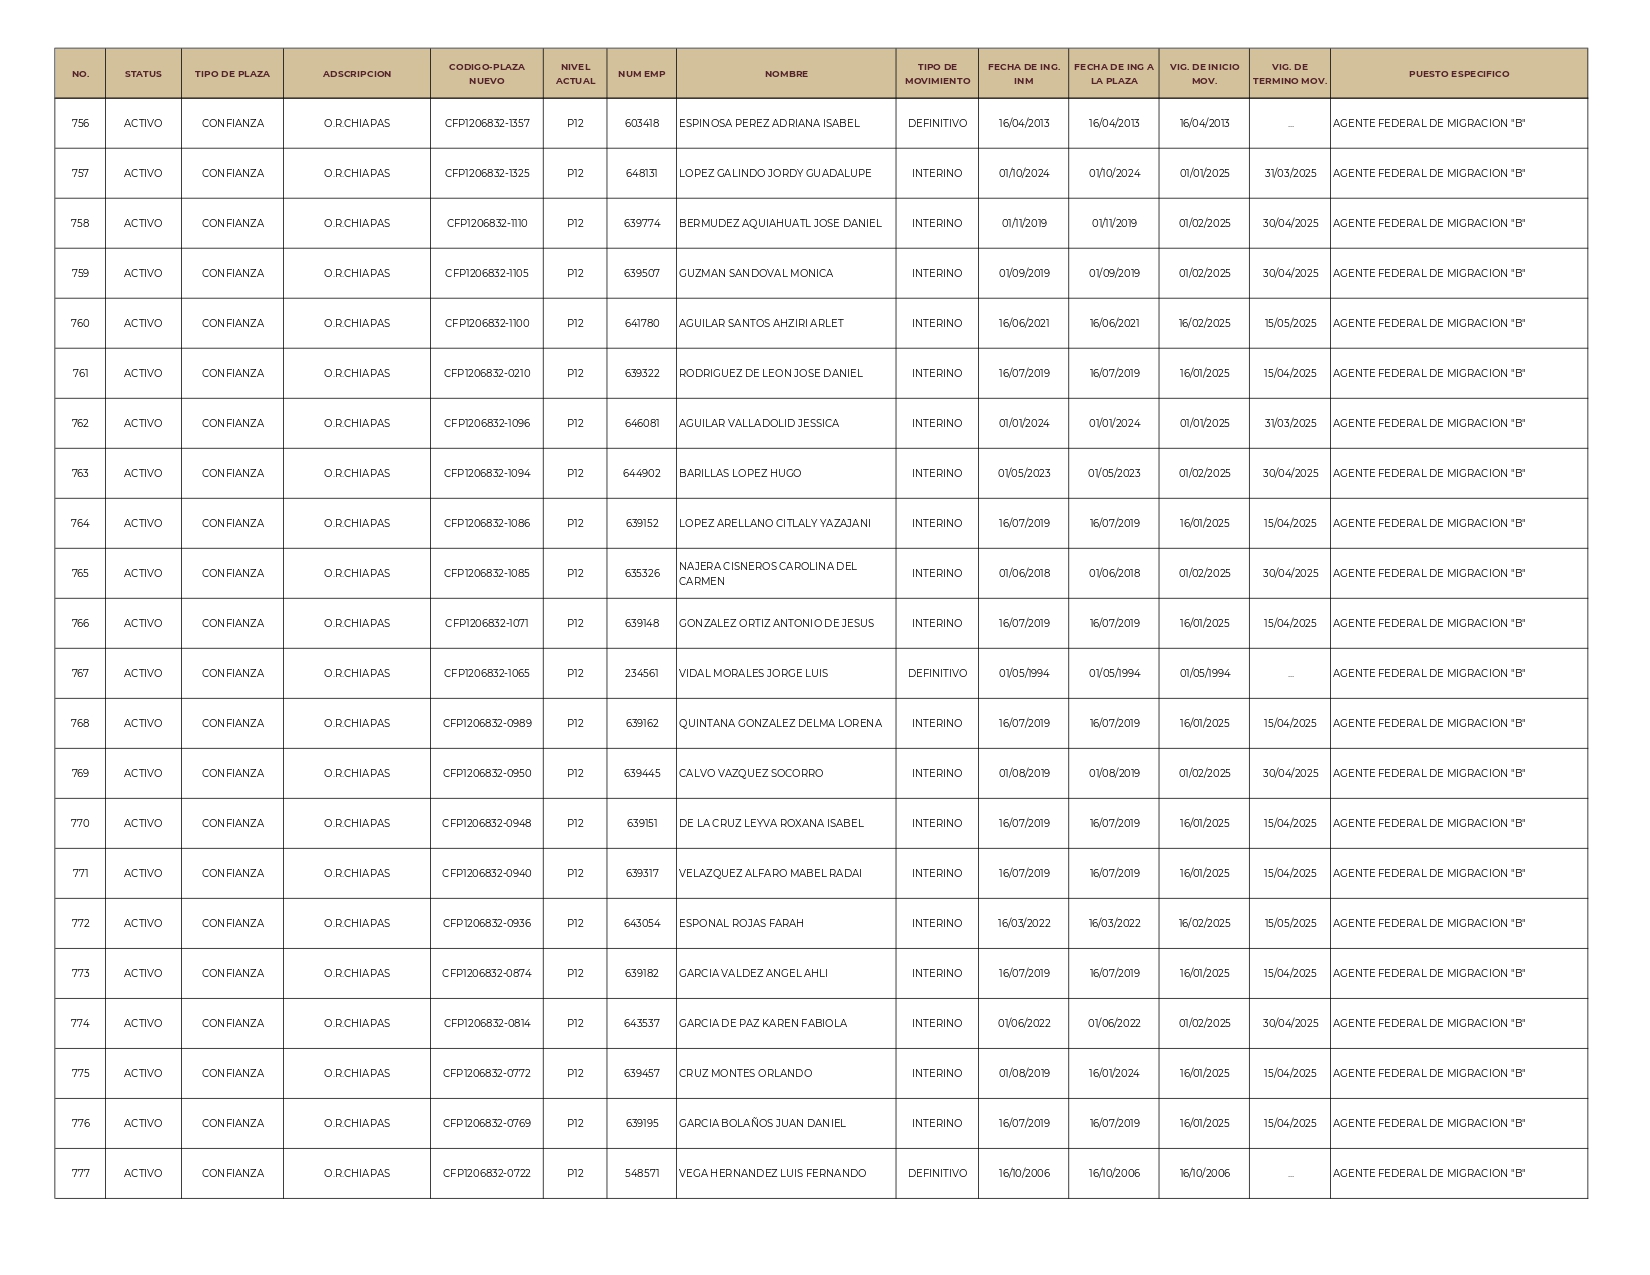 NO. STATUS TIPO DE PLAZA ADSCRIPCION CODIGO-PLAZA NUEVO NIVEL ACTUAL NUM EMP NOMBRE TIPO DE MOVIMIENTO FECHA DE ING. INM FECHA DE ING A LA PLAZA VIG. DE INICIO MOV. VIG. DE TERMINO MOV. PUESTO ESPECIFICO
756 ACTIVO CONFIANZA O.R.CHIAPAS CFP1206832-1357 P12 603418 ESPINOSA PEREZ ADRIANA ISABEL DEFINITIVO 16/04/2013 16/04/2013 16/04/2013 ... AGENTE FEDERAL DE MIGRACION "B"
757 ACTIVO CONFIANZA O.R.CHIAPAS CFP1206832-1325 P12 648131 LOPEZ GALINDO JORDY GUADALUPE INTERINO 01/10/2024 01/10/2024 01/01/2025 31/03/2025 AGENTE FEDERAL DE MIGRACION "B"
758 ACTIVO CONFIANZA O.R.CHIAPAS CFP1206832-1110 P12 639774 BERMUDEZ AQUIAHUATL JOSE DANIEL INTERINO 01/11/2019 01/11/2019 01/02/2025 30/04/2025 AGENTE FEDERAL DE MIGRACION "B"
759 ACTIVO CONFIANZA O.R.CHIAPAS CFP1206832-1105 P12 639507 GUZMAN SANDOVAL MONICA INTERINO 01/09/2019 01/09/2019 01/02/2025 30/04/2025 AGENTE FEDERAL DE MIGRACION "B"
760 ACTIVO CONFIANZA O.R.CHIAPAS CFP1206832-1100 P12 641780 AGUILAR SANTOS AHZIRI ARLET INTERINO 16/06/2021 16/06/2021 16/02/2025 15/05/2025 AGENTE FEDERAL DE MIGRACION "B"
761 ACTIVO CONFIANZA O.R.CHIAPAS CFP1206832-0210 P12 639322 RODRIGUEZ DE LEON JOSE DANIEL INTERINO 16/07/2019 16/07/2019 16/01/2025 15/04/2025 AGENTE FEDERAL DE MIGRACION "B"
762 ACTIVO CONFIANZA O.R.CHIAPAS CFP1206832-1096 P12 646081 AGUILAR VALLADOLID JESSICA INTERINO 01/01/2024 01/01/2024 01/01/2025 31/03/2025 AGENTE FEDERAL DE MIGRACION "B"
763 ACTIVO CONFIANZA O.R.CHIAPAS CFP1206832-1094 P12 644902 BARILLAS LOPEZ HUGO INTERINO 01/05/2023 01/05/2023 01/02/2025 30/04/2025 AGENTE FEDERAL DE MIGRACION "B"
764 ACTIVO CONFIANZA O.R.CHIAPAS CFP1206832-1086 P12 639152 LOPEZ ARELLANO CITLALY YAZAJANI INTERINO 16/07/2019 16/07/2019 16/01/2025 15/04/2025 AGENTE FEDERAL DE MIGRACION "B"
765 ACTIVO CONFIANZA O.R.CHIAPAS CFP1206832-1085 P12 635326 NAJERA CISNEROS CAROLINA DEL CARMEN INTERINO 01/06/2018 01/06/2018 01/02/2025 30/04/2025 AGENTE FEDERAL DE MIGRACION "B"
766 ACTIVO CONFIANZA O.R.CHIAPAS CFP1206832-1071 P12 639148 GONZALEZ ORTIZ ANTONIO DE JESUS INTERINO 16/07/2019 16/07/2019 16/01/2025 15/04/2025 AGENTE FEDERAL DE MIGRACION "B"
767 ACTIVO CONFIANZA O.R.CHIAPAS CFP1206832-1065 P12 234561 VIDAL MORALES JORGE LUIS DEFINITIVO 01/05/1994 01/05/1994 01/05/1994 ... AGENTE FEDERAL DE MIGRACION "B"
768 ACTIVO CONFIANZA O.R.CHIAPAS CFP1206832-0989 P12 639162 QUINTANA GONZALEZ DELMA LORENA INTERINO 16/07/2019 16/07/2019 16/01/2025 15/04/2025 AGENTE FEDERAL DE MIGRACION "B"
769 ACTIVO CONFIANZA O.R.CHIAPAS CFP1206832-0950 P12 639445 CALVO VAZQUEZ SOCORRO INTERINO 01/08/2019 01/08/2019 01/02/2025 30/04/2025 AGENTE FEDERAL DE MIGRACION "B"
770 ACTIVO CONFIANZA O.R.CHIAPAS CFP1206832-0948 P12 639151 DE LA CRUZ LEYVA ROXANA ISABEL INTERINO 16/07/2019 16/07/2019 16/01/2025 15/04/2025 AGENTE FEDERAL DE MIGRACION "B"
771 ACTIVO CONFIANZA O.R.CHIAPAS CFP1206832-0940 P12 639317 VELAZQUEZ ALFARO MABEL RADAI INTERINO 16/07/2019 16/07/2019 16/01/2025 15/04/2025 AGENTE FEDERAL DE MIGRACION "B"
772 ACTIVO CONFIANZA O.R.CHIAPAS CFP1206832-0936 P12 643054 ESPONAL ROJAS FARAH INTERINO 16/03/2022 16/03/2022 16/02/2025 15/05/2025 AGENTE FEDERAL DE MIGRACION "B"
773 ACTIVO CONFIANZA O.R.CHIAPAS CFP1206832-0874 P12 639182 GARCIA VALDEZ ANGEL AHLI INTERINO 16/07/2019 16/07/2019 16/01/2025 15/04/2025 AGENTE FEDERAL DE MIGRACION "B"
774 ACTIVO CONFIANZA O.R.CHIAPAS CFP1206832-0814 P12 643537 GARCIA DE PAZ KAREN FABIOLA INTERINO 01/06/2022 01/06/2022 01/02/2025 30/04/2025 AGENTE FEDERAL DE MIGRACION "B"
775 ACTIVO CONFIANZA O.R.CHIAPAS CFP1206832-0772 P12 639457 CRUZ MONTES ORLANDO INTERINO 01/08/2019 16/01/2024 16/01/2025 15/04/2025 AGENTE FEDERAL DE MIGRACION "B"
776 ACTIVO CONFIANZA O.R.CHIAPAS CFP1206832-0769 P12 639195 GARCIA BOLAÑOS JUAN DANIEL INTERINO 16/07/2019 16/07/2019 16/01/2025 15/04/2025 AGENTE FEDERAL DE MIGRACION "B"
777 ACTIVO CONFIANZA O.R.CHIAPAS CFP1206832-0722 P12 548571 VEGA HERNANDEZ LUIS FERNANDO DEFINITIVO 16/10/2006 16/10/2006 16/10/2006 ... AGENTE FEDERAL DE MIGRACION "B"